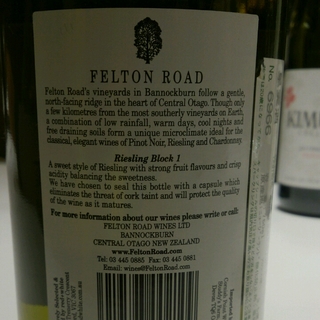 FELTON ROAD
Felton Road's vineyards in Bannockburn follow a gentle,
north-facing ridge in the heart of Central Otago. Though only
a few kilometres from the most southerly vineyards on Earth,
a combination of low rainfall, warm days, cool nights and
free draining soils form a unique microclimate ideal for the
classical, elegant wines of Pinot Noir, Riesling and Chardonnay.
Riesling Block 1
A sweet style of Riesling with strong fruit flavours and crisp
acidity balancing the sweetness.
We have chosen to seal this bottle with a capsule which
eliminates the threat of cork taint and will protect the quality
of the wine as it matures.
For more information about our wines please write or call:
FELTON ROAD WINES LTD
BANNOCKBURN
CENTRAL OTAGO NEW ZEALAND
www.FeltonRoad.com
Tel: 03 445 0885 Fax: 03 445 0881
Email: wines@FeltonRoad.com
No.
KIM